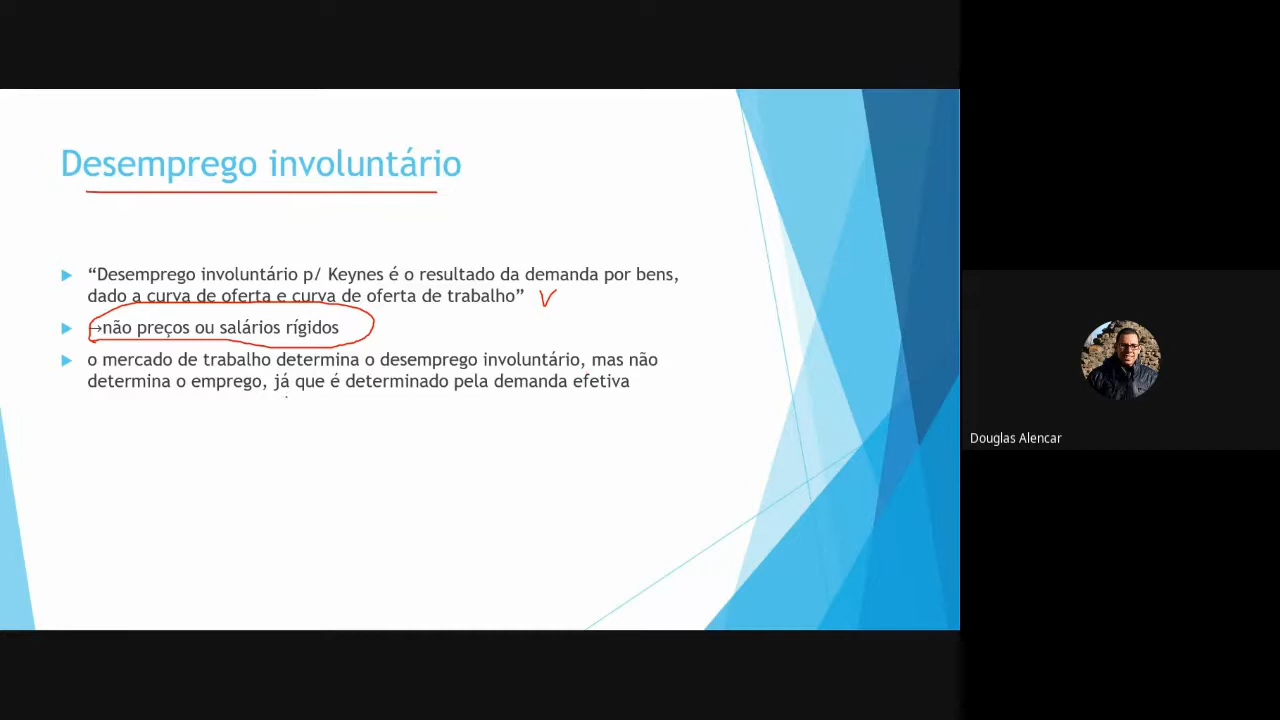 Desemprego involuntário
“Desemprego involuntário p/ Keynes é o resultado da demanda por bens,
dado a curva de oferta e curva de oferta de trabalho”
→não preços ou salários rígidos
o mercado de trabalho determina o desemprego involuntário, mas não
determina o emprego, já que é determinado pela demanda efetiva
Douglas Alencar